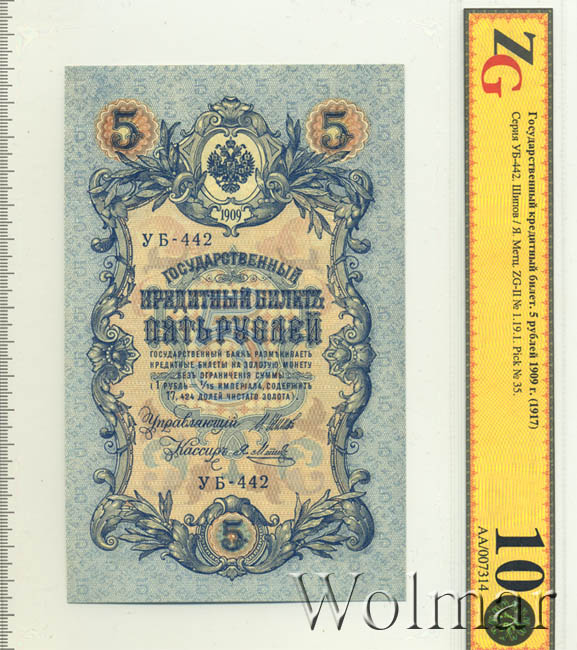 5 5
1909
УБ-442
ГОСУДАРСТВЕННЫЙ
КРЕДИТНЫЙ БИЛЕТЪ
ПЯТЬ РУБЛЕЙ
ГОСУДАРСТВЕННЫЙ БАНКЪ РАЗМѢНИВАЕТЪ
КРЕДИТНЫЕ БИЛЕТЫ НА ЗОЛОТУЮ МОНЕТУ
БЕЗЪ ОГРАНИЧЕНІЯ СУММЫ
(1 РУБЛЬ = 1/15 ИМПЕРІАЛА, СОДЕРЖИТЪ
17,424 ДОЛЕЙ ЧИСТАГО ЗОЛОТА)
Управляющій
Кассиръ
УБ-442
5
ZG
Государственный кредитный билет. 5 рублей 1909 г. (1917)
Серия УБ-442. Шипов / Я. Метц. ZG-II № 1.19.1. Pick № 35.
10
AA/007314
Wolmar